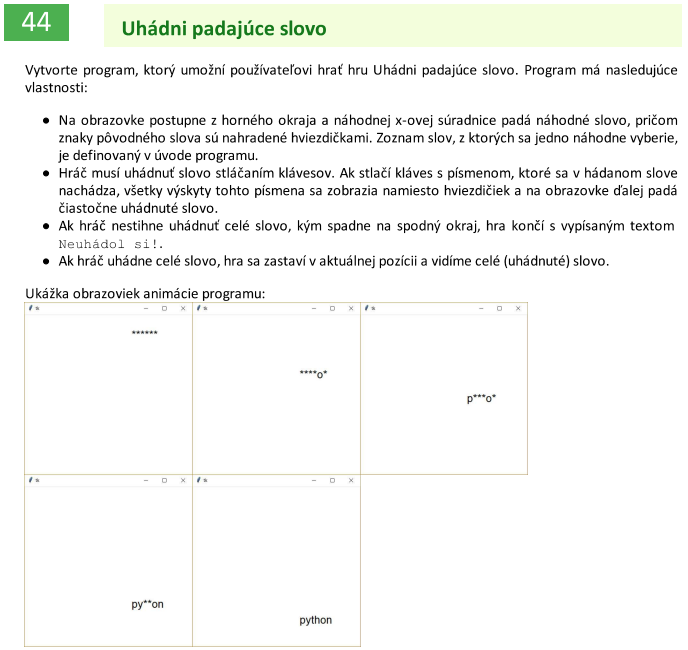 44
Uhádni padajúce slovo
Vytvorte program, ktorý umožní používateľovi hrať hru Uhádni padajúce slovo. Program má nasledujúce
vlastnosti:
● Na obrazovke postupne z horného okraja a náhodnej x-ovej súradnice padá náhodné slovo, pričom
znaky pôvodného slova sú nahradené hviezdičkami. Zoznam slov, z ktorých sa jedno náhodne vyberie,
je definovaný v úvode programu.
● Hráč musí uhádnuť slovo stláčaním klávesov. Ak stlačí kláves s písmenom, ktoré sa v hádanom slove
nachádza, všetky výskyty tohto písmena sa zobrazia namiesto hviezdičiek a na obrazovke ďalej padá
čiastočne uhádnuté slovo.
● Ak hráč nestihne uhádnuť celé slovo, kým spadne na spodný okraj, hra končí s vypísaným textom
Neuhádol si!.
● Ak hráč uhádne celé slovo, hra sa zastaví v aktuálnej pozícii a vidíme celé (uhádnuté) slovo.
Ukážka obrazoviek animácie programu:
tk tk tk
******
****o*
p***o*
tk tk
py**on
python